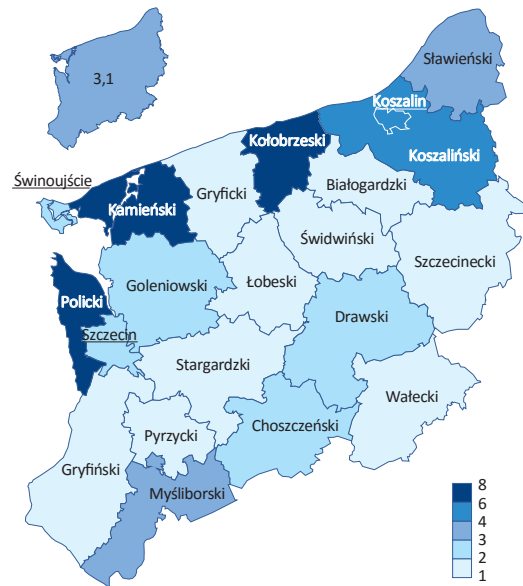 3,1
Sławieński
Koszalin
Kołobrzeski
Koszaliński
Świnoujście
Kamieński
Gryficki
Białogardzki
Świdwiński
Szczecinecki
Policki
Goleniowski
Łobeski
Drawski
Szczecin
Stargardzki
Wałecki
Choszczeński
Pyrzycki
Gryfiński
Myśliborski
8
6
4
3
2
1